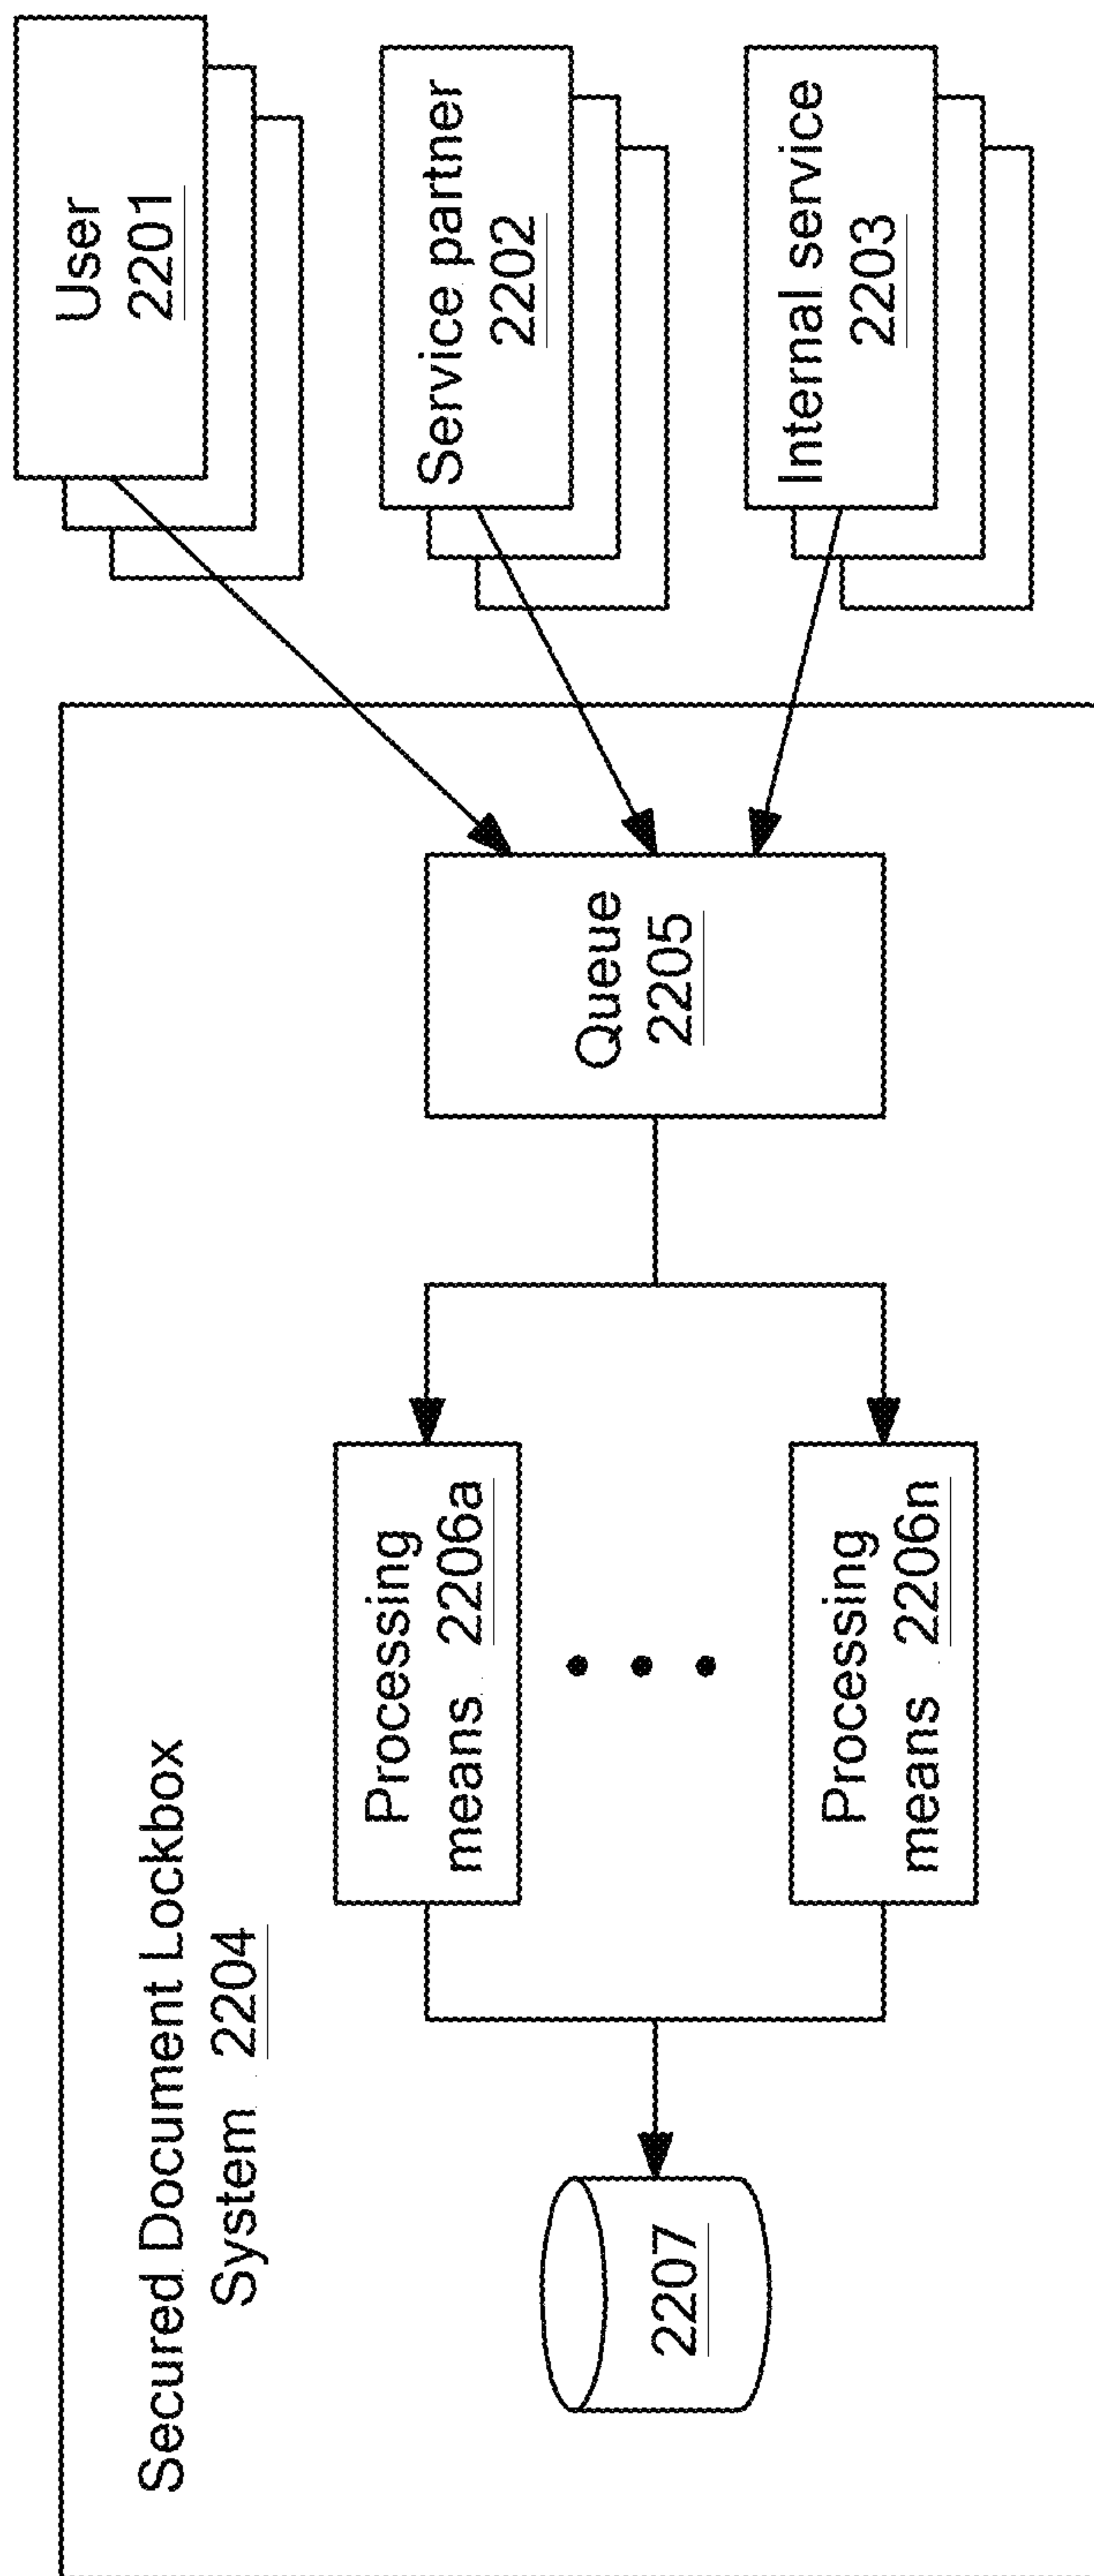 Secured Document Lockbox
System 2204
User
2201
Service partner
2202
Internal service
2203
Queue
2205
Processing
means 2206a
Processing
means 2206n
2207